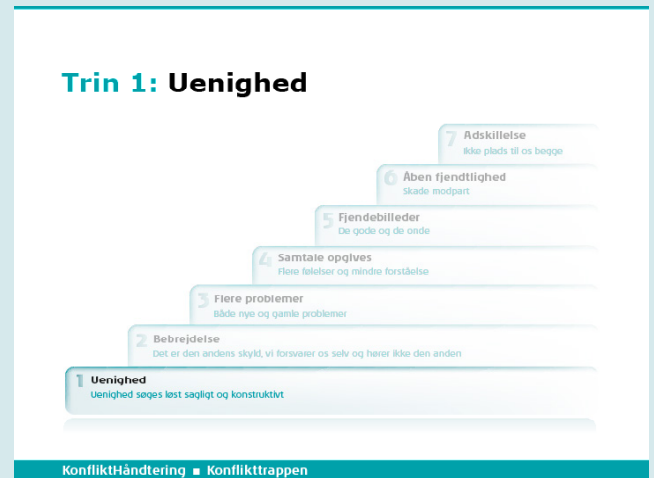 Trin 1: Uenighed
7 Adskillelse
Ikke plads til os begge
6 Åben fjendtlighed
Skade modpart
5 Fjendebilleder
De gode og de onde
4 Samtale opgives
Flere følelser og mindre forståelse
3 Flere problemer
Både nye og gamle problemer
2 Bebrejdelse
Det er den andens skyld, vi forsvarer os selv og hører ikke den anden
1 Uenighed
Uenighed søges løst sagligt og konstruktivt
KonfliktHåndtering ■ Konflikttrappen